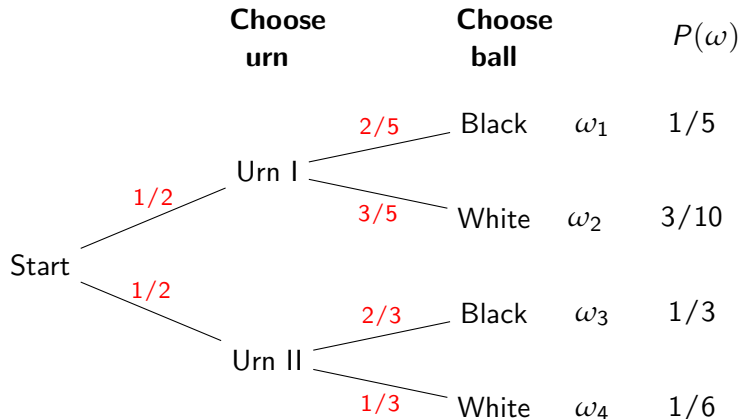 Choose urn
Choose ball
P(ω)
2/5
Black ω₁ 1/5
Urn I
1/2
3/5
White ω₂ 3/10
Start
1/2
2/3
Black ω₃ 1/3
Urn II
1/3
White ω₄ 1/6